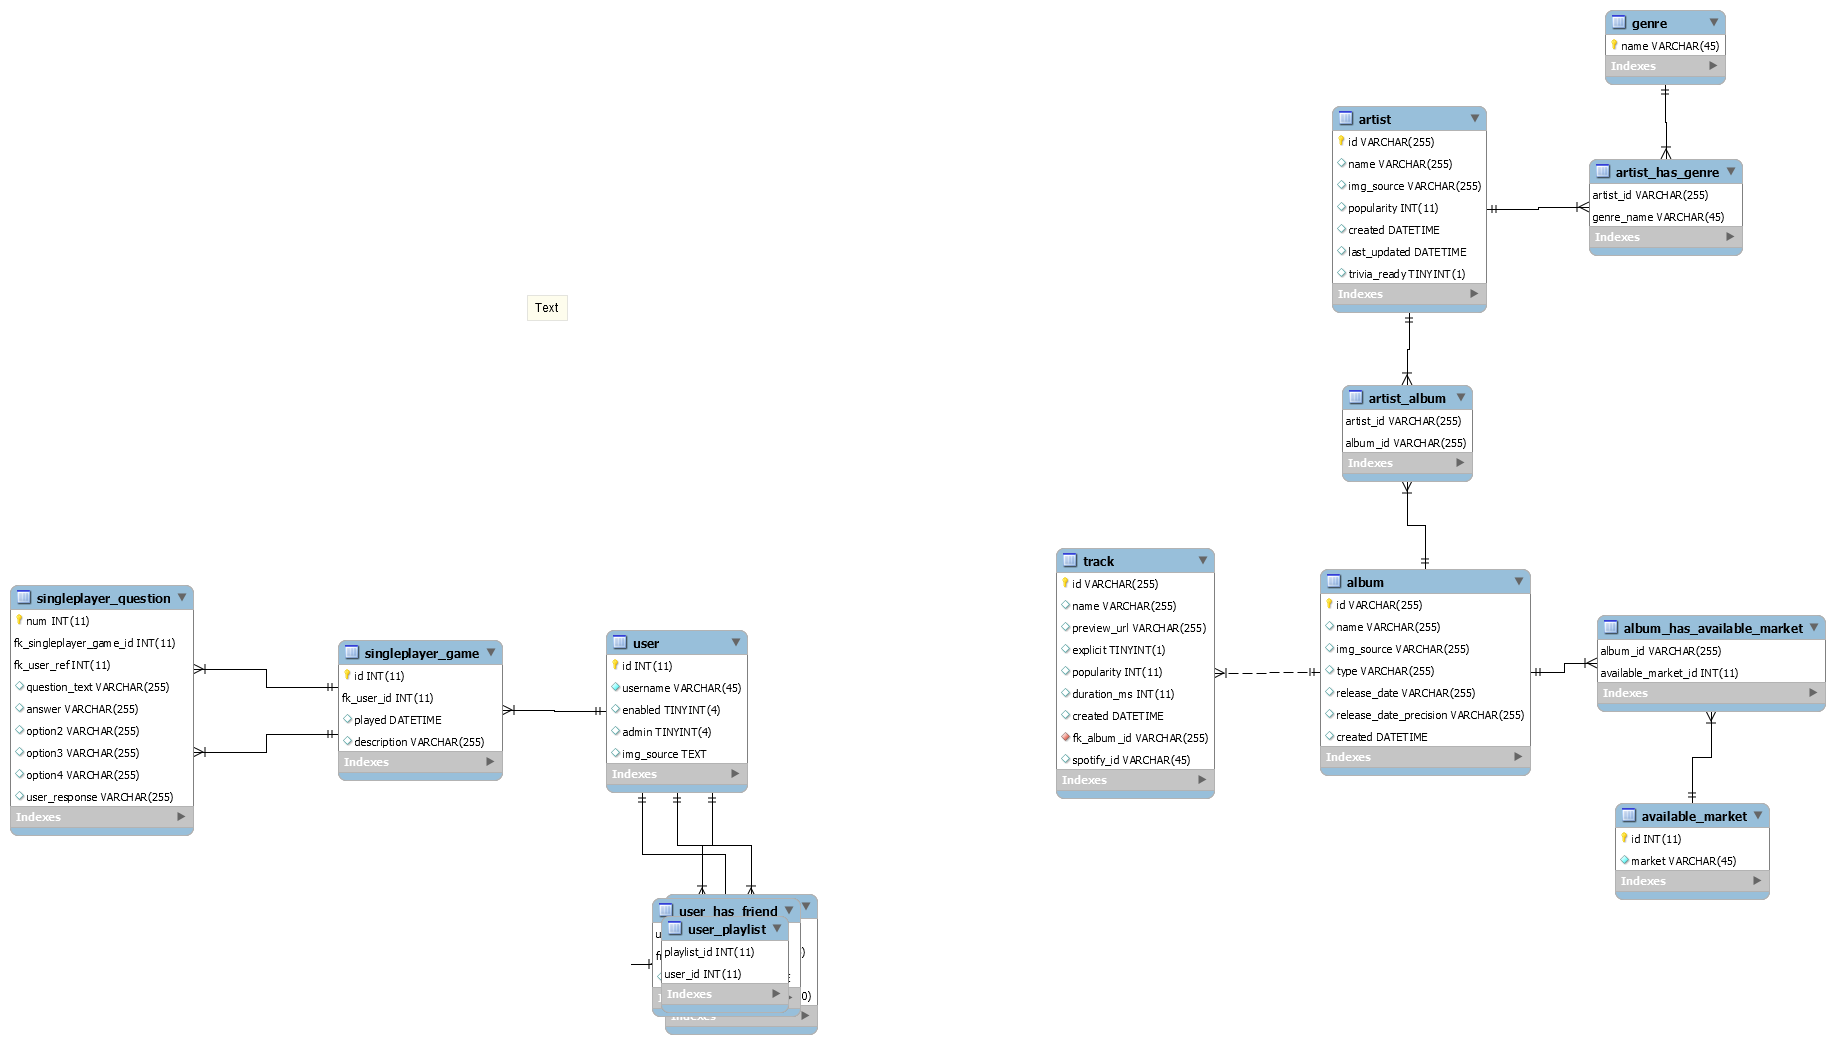 genre
name VARCHAR(45)
Indexes
artist
id VARCHAR(255)
name VARCHAR(255)
img_source VARCHAR(255)
popularity INT(11)
created DATETIME
last_updated DATETIME
trivia_ready TINYINT(1)
Indexes
artist_has_genre
artist_id VARCHAR(255)
genre_name VARCHAR(45)
Indexes
Text
artist_album
artist_id VARCHAR(255)
album_id VARCHAR(255)
Indexes
track
id VARCHAR(255)
name VARCHAR(255)
preview_url VARCHAR(255)
explicit TINYINT(1)
popularity INT(11)
duration_ms INT(11)
created DATETIME
fk_album_id VARCHAR(255)
spotify_id VARCHAR(45)
Indexes
album
id VARCHAR(255)
name VARCHAR(255)
img_source VARCHAR(255)
type VARCHAR(255)
release_date VARCHAR(255)
release_date_precision VARCHAR(255)
created DATETIME
Indexes
album_has_available_market
album_id VARCHAR(255)
available_market_id INT(11)
Indexes
available_market
id INT(11)
market VARCHAR(45)
Indexes
singleplayer_question
num INT(11)
fk_singleplayer_game_id INT(11)
fk_user_ref INT(11)
question_text VARCHAR(255)
answer VARCHAR(255)
option2 VARCHAR(255)
option3 VARCHAR(255)
option4 VARCHAR(255)
user_response VARCHAR(255)
Indexes
singleplayer_game
id INT(11)
fk_user_id INT(11)
played DATETIME
description VARCHAR(255)
Indexes
user
id INT(11)
username VARCHAR(45)
enabled TINYINT(4)
admin TINYINT(4)
img_source TEXT
Indexes
user_has_friend
user_playlist
playlist_id INT(11)
user_id INT(11)
Indexes
Indexes